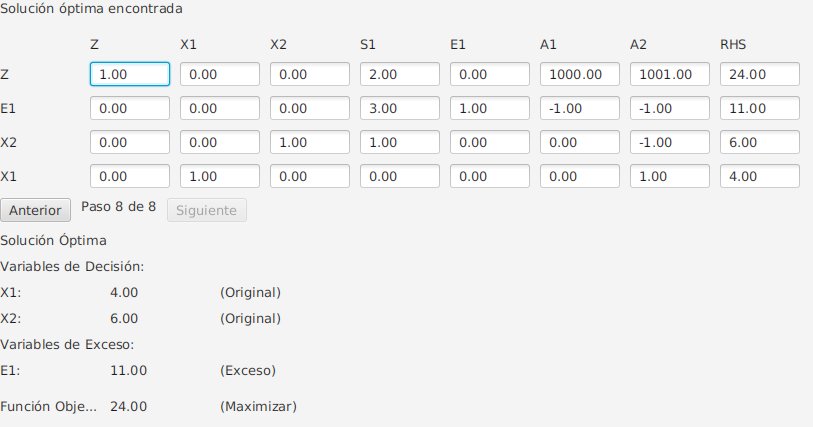 Solución óptima encontrada
Z X1 X2 S1 E1 A1 A2 RHS
Z 1.00 0.00 0.00 2.00 0.00 1000.00 1001.00 24.00
E1 0.00 0.00 0.00 3.00 1.00 -1.00 -1.00 11.00
X2 0.00 0.00 1.00 1.00 0.00 0.00 -1.00 6.00
X1 0.00 1.00 0.00 0.00 0.00 0.00 1.00 4.00
Anterior Paso 8 de 8 Siguiente
Solución Óptima
Variables de Decisión:
X1: 4.00 (Original)
X2: 6.00 (Original)
Variables de Exceso:
E1: 11.00 (Exceso)
Función Obje... 24.00 (Maximizar)